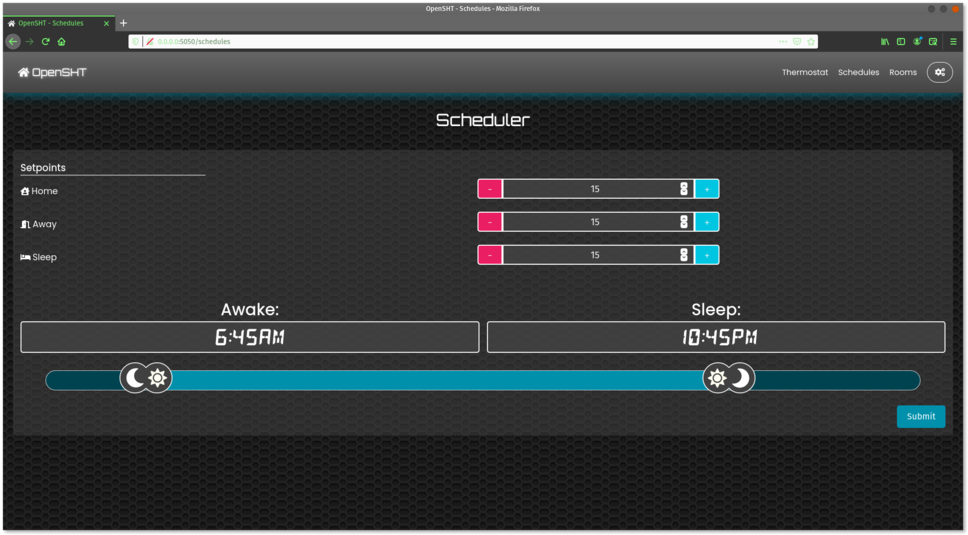 OpenSHT - Schedules - Mozilla Firefox
OpenSHT - Schedules
0.0.0.0:5050/schedules
OpenSHT
Thermostat Schedules Rooms
Scheduler
Setpoints
Home - 15 +
Away - 15 +
Sleep - 15 +
Awake: Sleep:
6:45AM 10:45PM
Submit